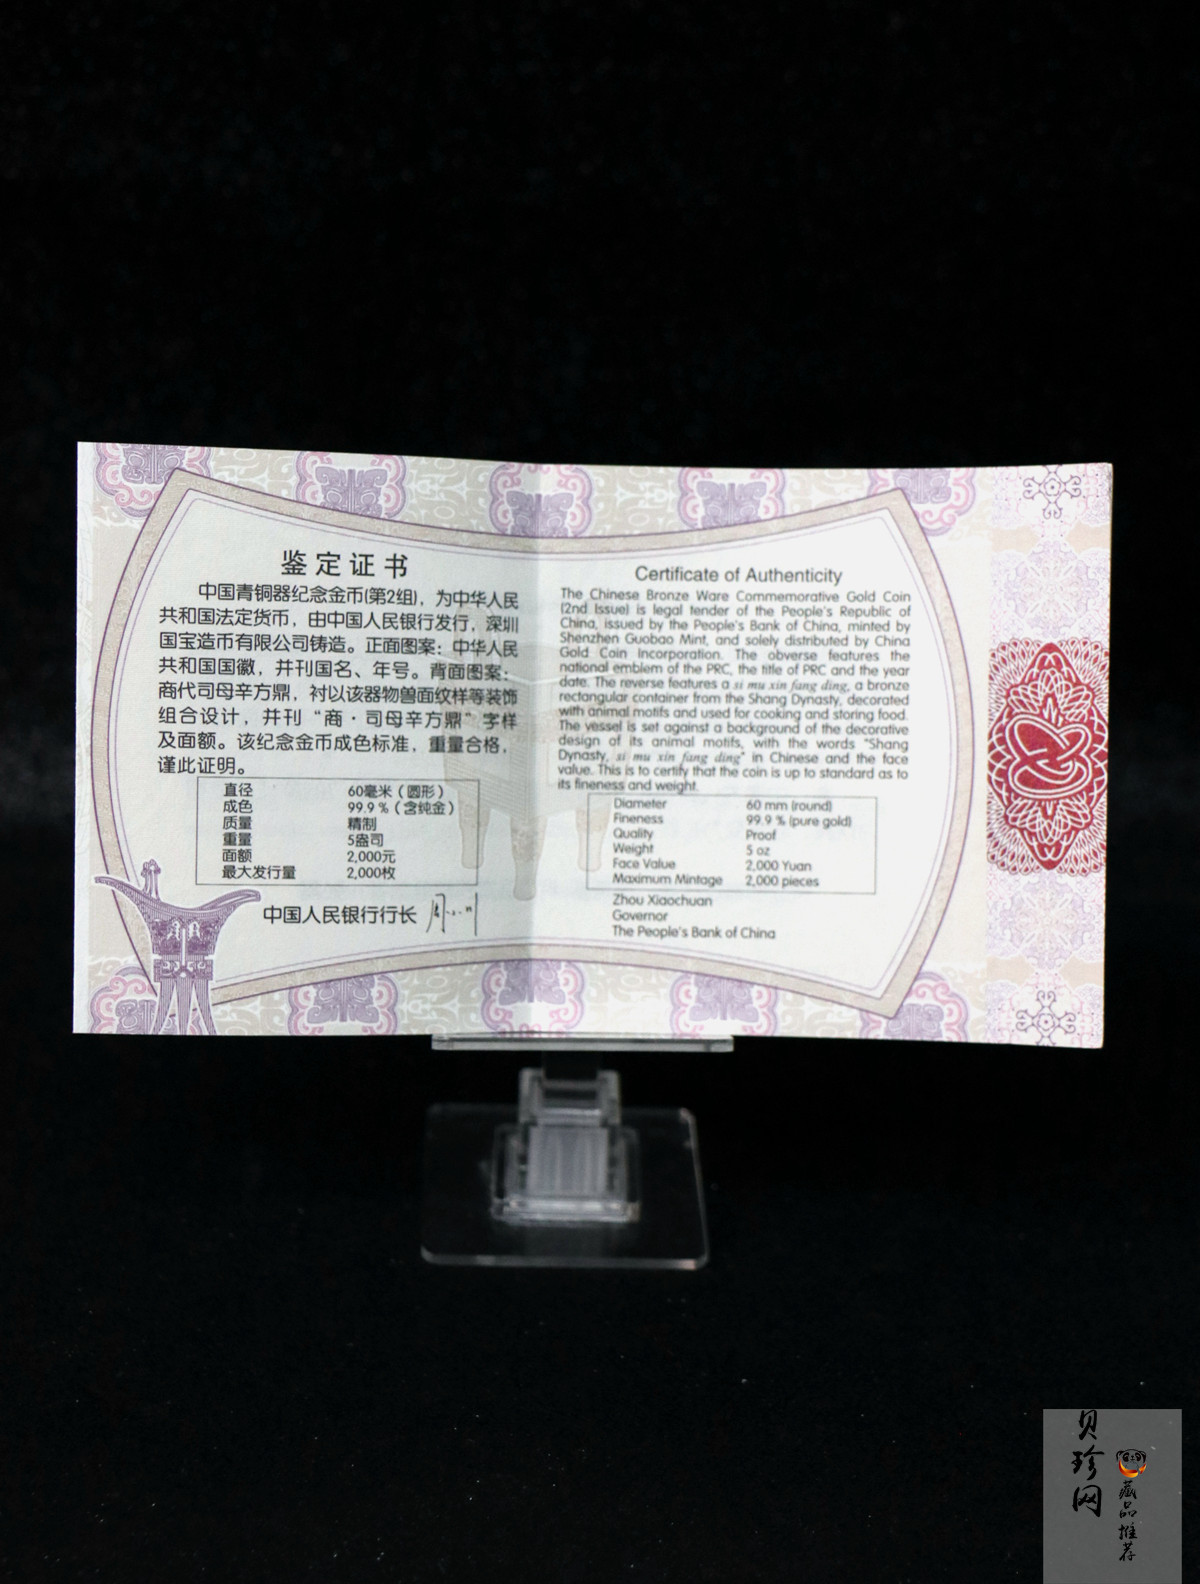 鉴定证书
中国青铜器纪念金币(第2组)，为中华人民
共和国法定货币，由中国人民银行发行，深圳
国宝造币有限公司铸造。正面图案：中华人民
共和国国徽，并刊国名、年号。背面图案：
商代司母辛方鼎，衬以该器物兽面纹样等装饰
组合设计，并刊“商·司母辛方鼎”字样
及面额。该纪念金币成色标准，重量合格，
谨此证明。
直径 60毫米（圆形）
成色 99.9％（含纯金）
质量 精制
重量 5盎司
面额 2,000元
最大发行量 2,000枚
中国人民银行行长 周小川
Certificate of Authenticity
The Chinese Bronze Ware Commemorative Gold Coin
(2nd Issue) is legal tender of the People's Republic of
China, issued by the People's Bank of China, minted by
Shenzhen Guobao Mint, and solely distributed by China
Gold Coin Incorporation. The obverse features the
national emblem of the PRC, the title of PRC and the year
date. The reverse features a si mu xin fang ding, a bronze
rectangular container from the Shang Dynasty, decorated
with animal motifs and used for cooking and storing food.
The vessel is set against a background of the decorative
design of its animal motifs, with the words "Shang
Dynasty, si mu xin fang ding" in Chinese and the face
value. This is to certify that the coin is up to standard as to
its fineness and weight.
Diameter 60 mm (round)
Fineness 99.9 % (pure gold)
Quality Proof
Weight 5 oz
Face Value 2,000 Yuan
Maximum Mintage 2,000 pieces
Zhou Xiaochuan
Governor
The People's Bank of China
贝珍网
藏品推荐